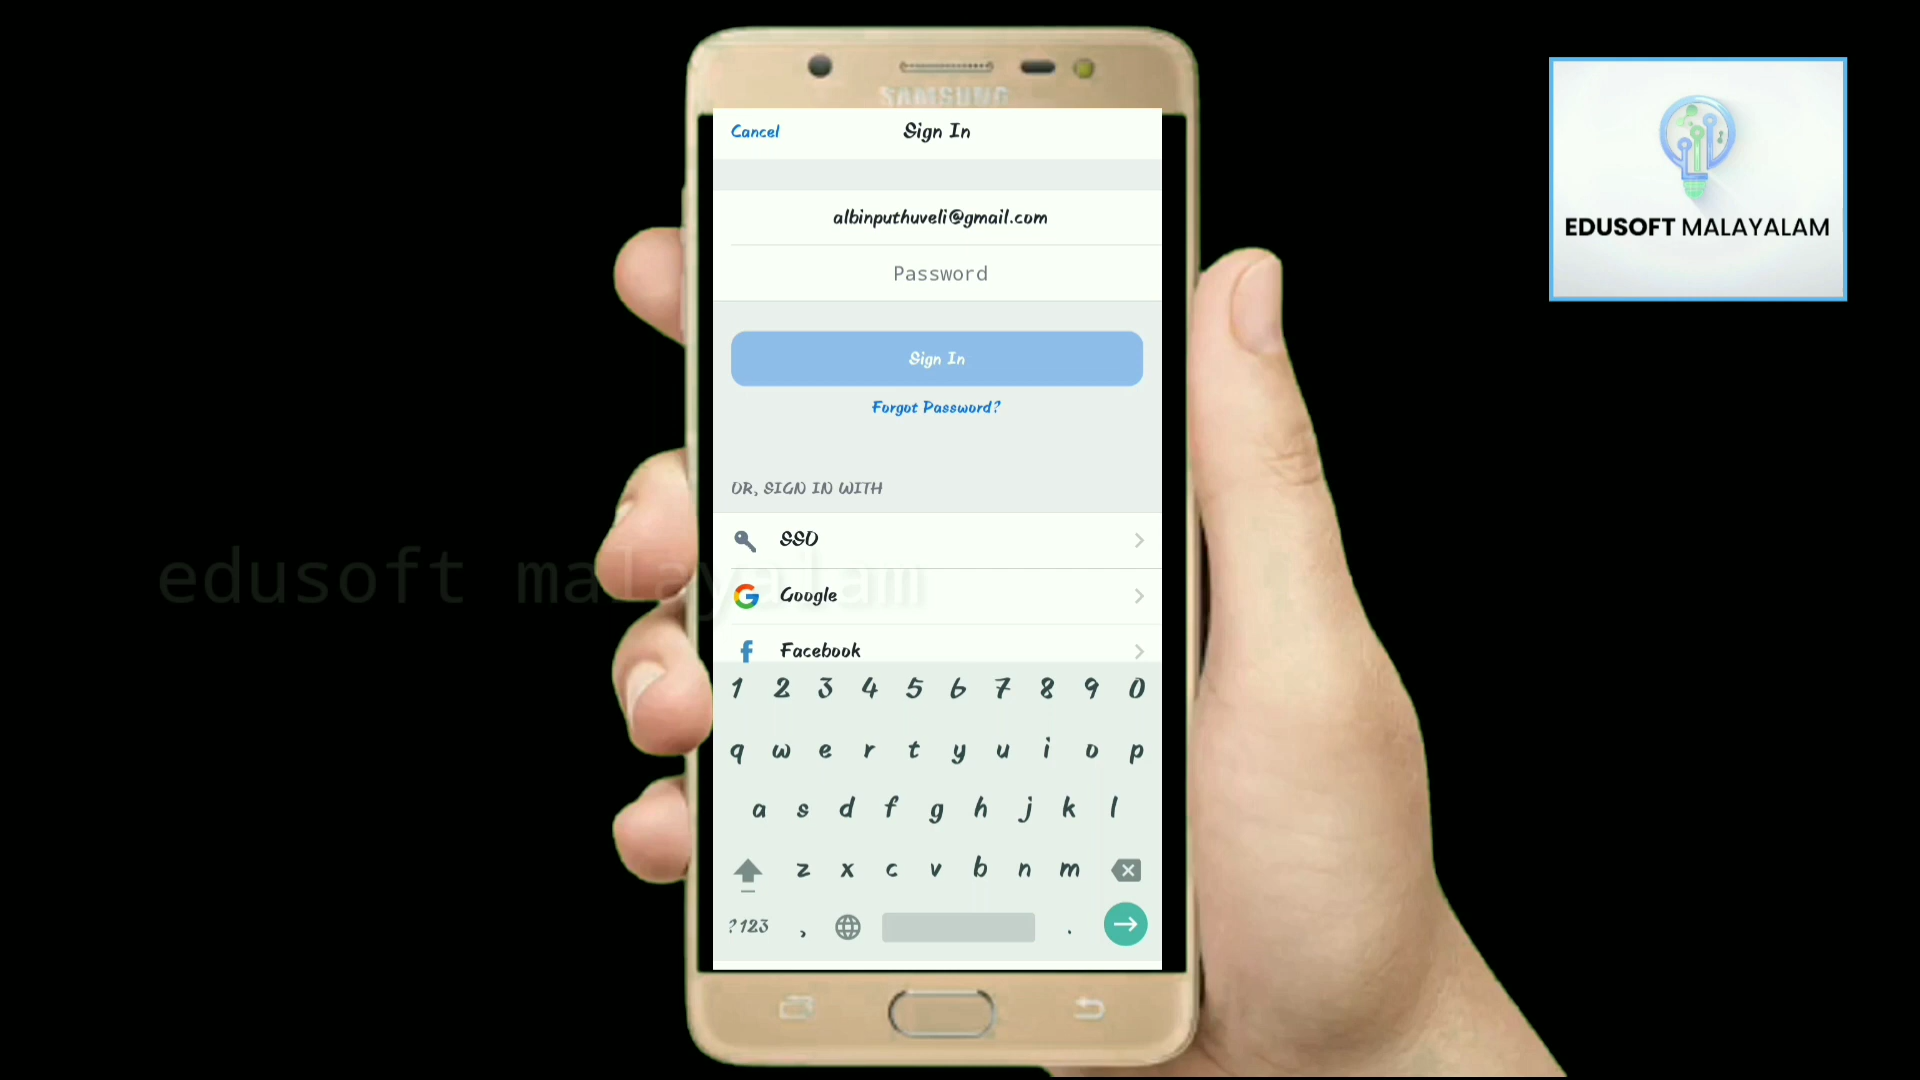 SAMSUNG
Cancel
Sign In
albinputhuveli@gmail.com
Password
Sign In
Forgot Password?
OR, SIGN IN WITH
SSO
Google
Facebook
1 2 3 4 5 6 7 8 9 0
q w e r t y u i o p
a s d f g h j k l
z x c v b n m
?123 , .
EDUSOFT MALAYALAM
edusoft malayalam